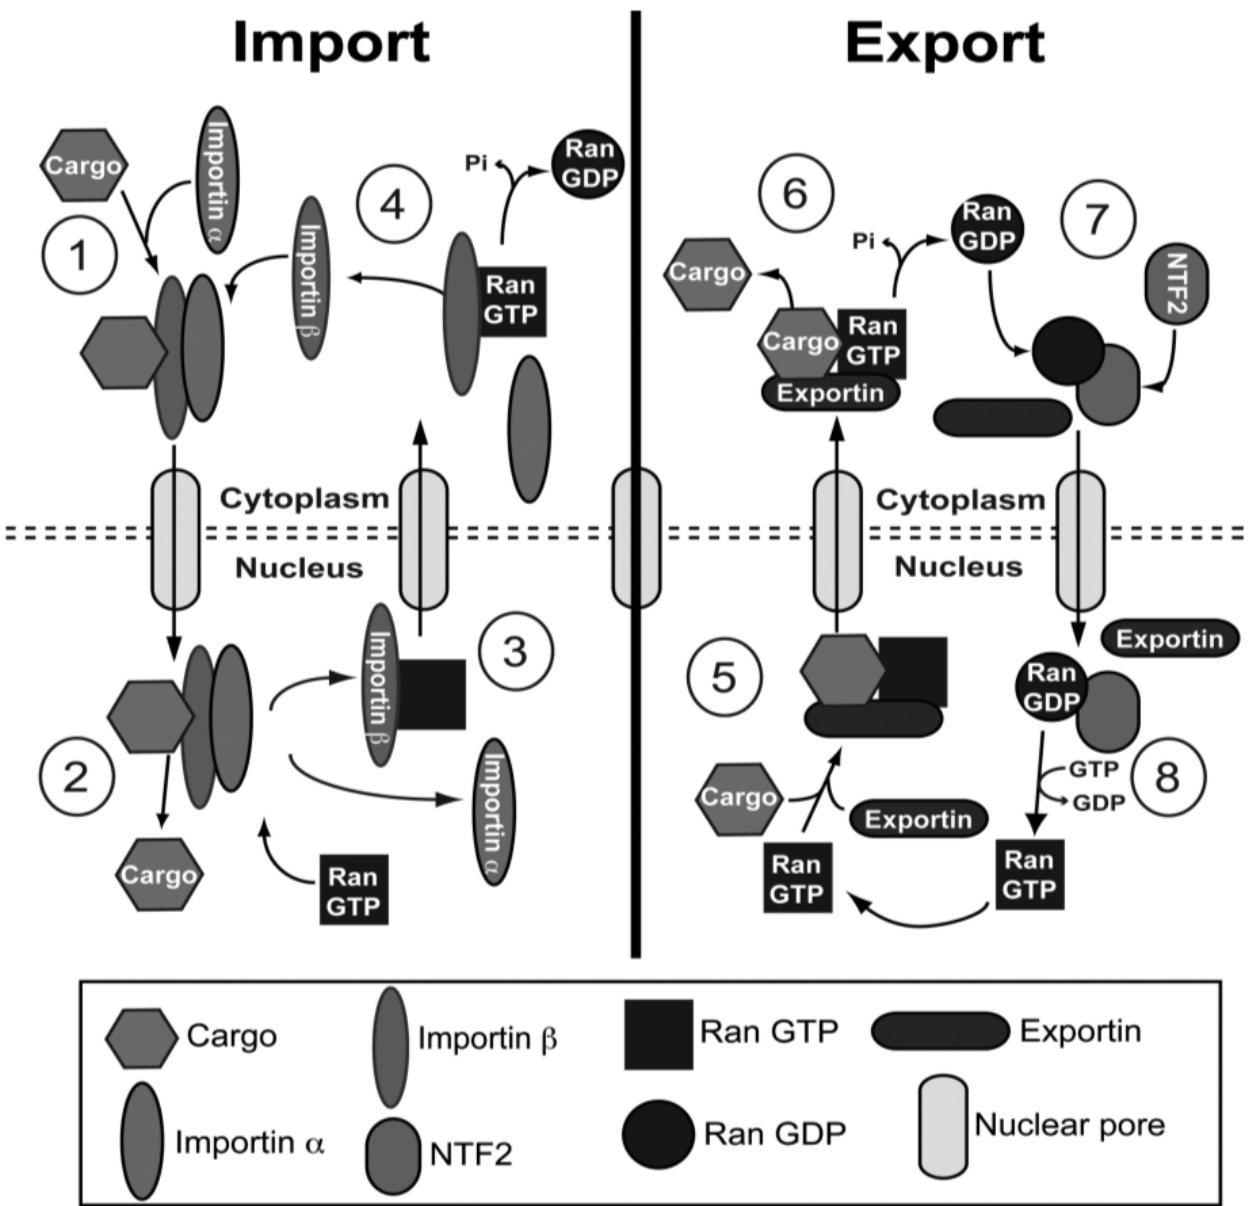 Import
Export
Cargo
Importin α
1
Importin β
4
Pi
Ran
GDP
Ran
GTP
6
Pi
Ran
GDP
7
NTF2
Cargo
Cargo
Ran
GTP
Exportin
Cytoplasm
Nucleus
Cytoplasm
Nucleus
2
Cargo
Importin β
3
Importin α
Ran
GTP
5
Cargo
Exportin
Ran
GTP
Exportin
Ran
GDP
GTP
GDP
8
Ran
GTP
Cargo
Importin β
Ran GTP
Exportin
Importin α
NTF2
Ran GDP
Nuclear pore